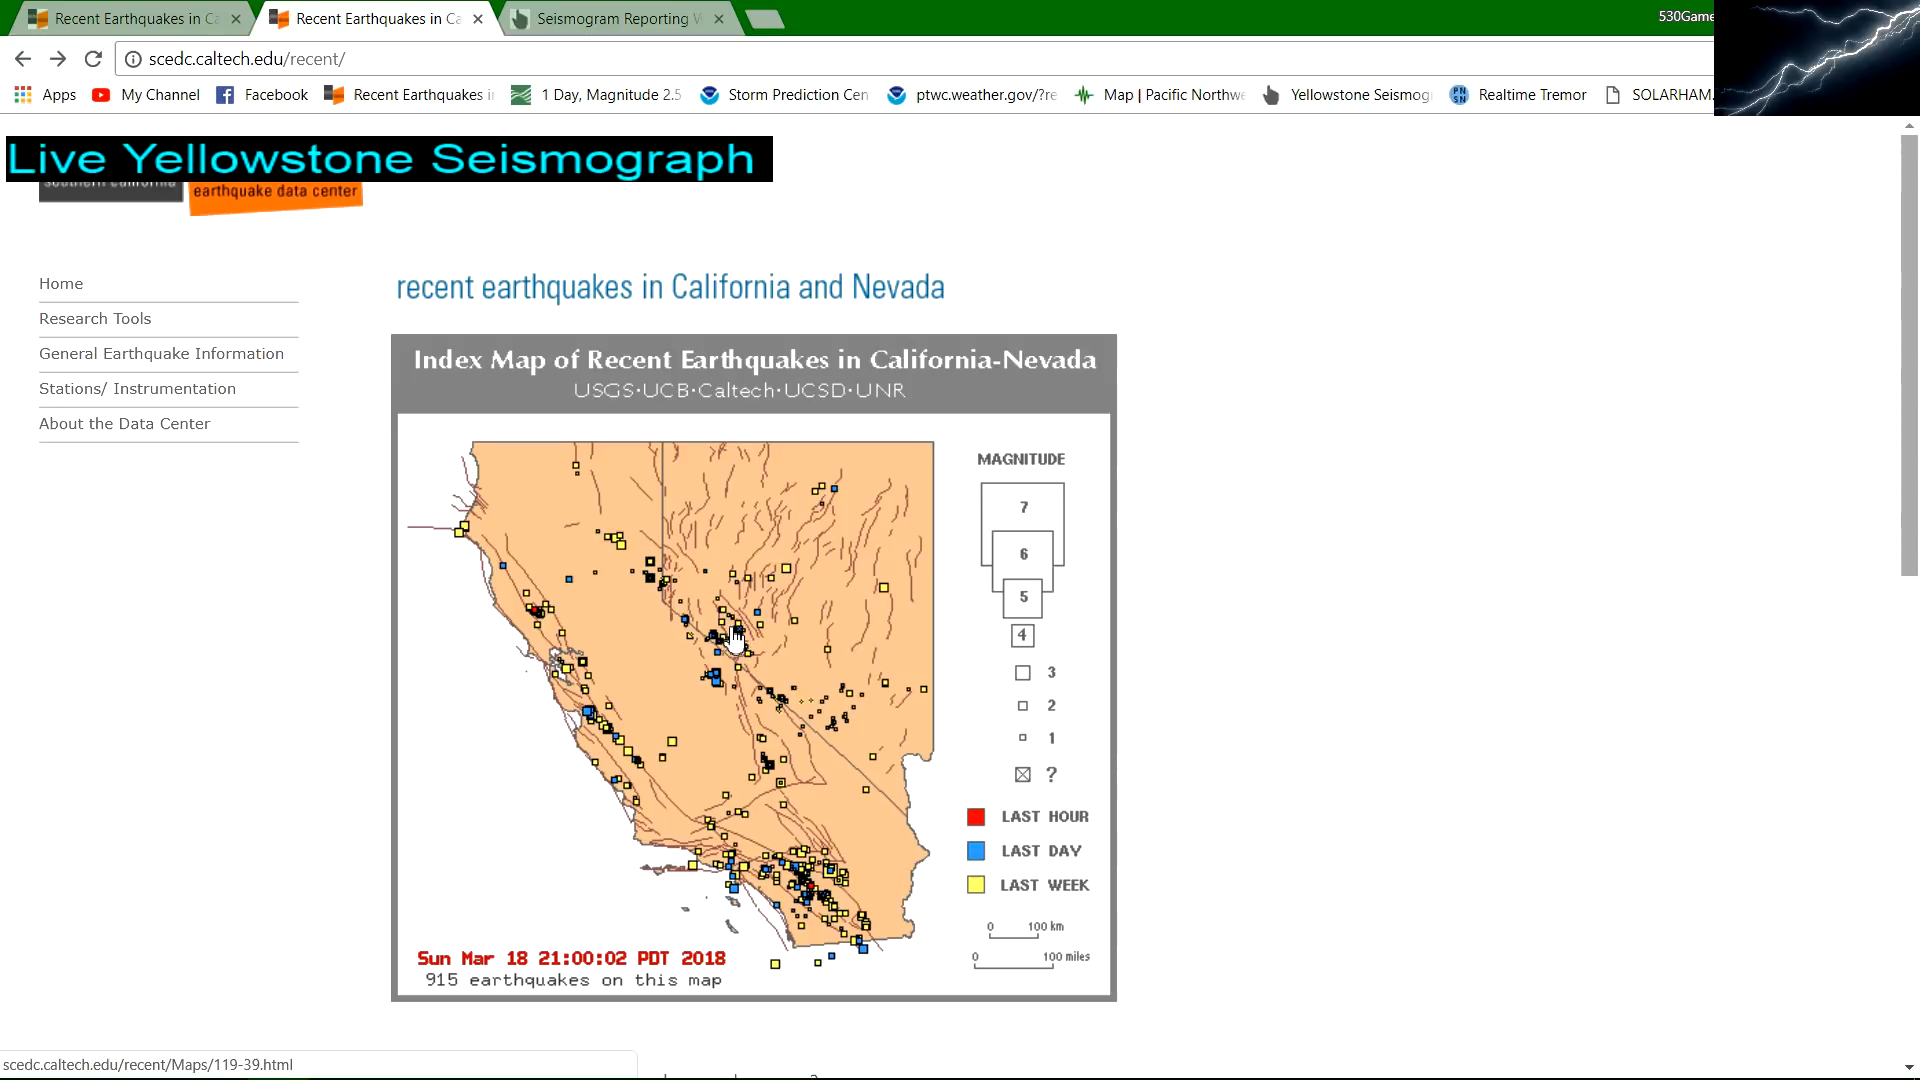 Recent Earthquakes in Ca
Recent Earthquakes in Ca
Seismogram Reporting W
530Game
scedc.caltech.edu/recent/
Apps
My Channel
Facebook
Recent Earthquakes in
1 Day, Magnitude 2.5
Storm Prediction Cen
ptwc.weather.gov/?re
Map | Pacific Northwe
Yellowstone Seismog
Realtime Tremor
SOLARHAM.
Live Yellowstone Seismograph
southern california
earthquake data center
Home
Research Tools
General Earthquake Information
Stations/ Instrumentation
About the Data Center
recent earthquakes in California and Nevada
Index Map of Recent Earthquakes in California-Nevada
USGS·UCB·Caltech·UCSD·UNR
MAGNITUDE
7
6
5
4
3
2
1
?
LAST HOUR
LAST DAY
LAST WEEK
0 100 km
0 100 miles
Sun Mar 18 21:00:02 PDT 2018
915 earthquakes on this map
scedc.caltech.edu/recent/Maps/119-39.html